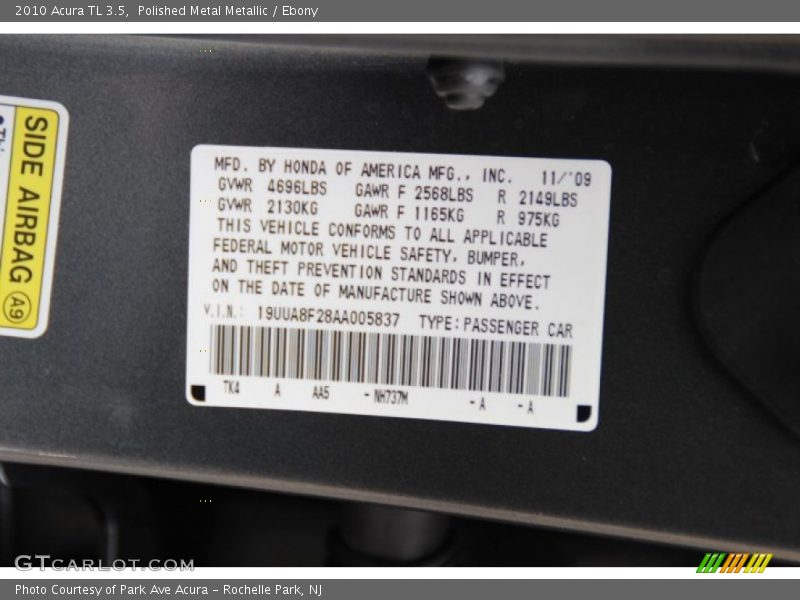 2010 Acura TL 3.5,  Polished Metal Metallic / Ebony
SIDE AIRBAG A9
MFD. BY HONDA OF AMERICA MFG., INC. 11/'09
GVWR 4696LBS GAWR F 2568LBS R 2149LBS
GVWR 2130KG GAWR F 1165KG R 975KG
THIS VEHICLE CONFORMS TO ALL APPLICABLE
FEDERAL MOTOR VEHICLE SAFETY, BUMPER,
AND THEFT PREVENTION STANDARDS IN EFFECT
ON THE DATE OF MANUFACTURE SHOWN ABOVE.
V.I.N.: 19UUA8F28AA005837 TYPE:PASSENGER CAR
TK4 A AA5 -NH737M -A -A
GTCARLOT.COM
Photo Courtesy of Park Ave Acura - Rochelle Park, NJ